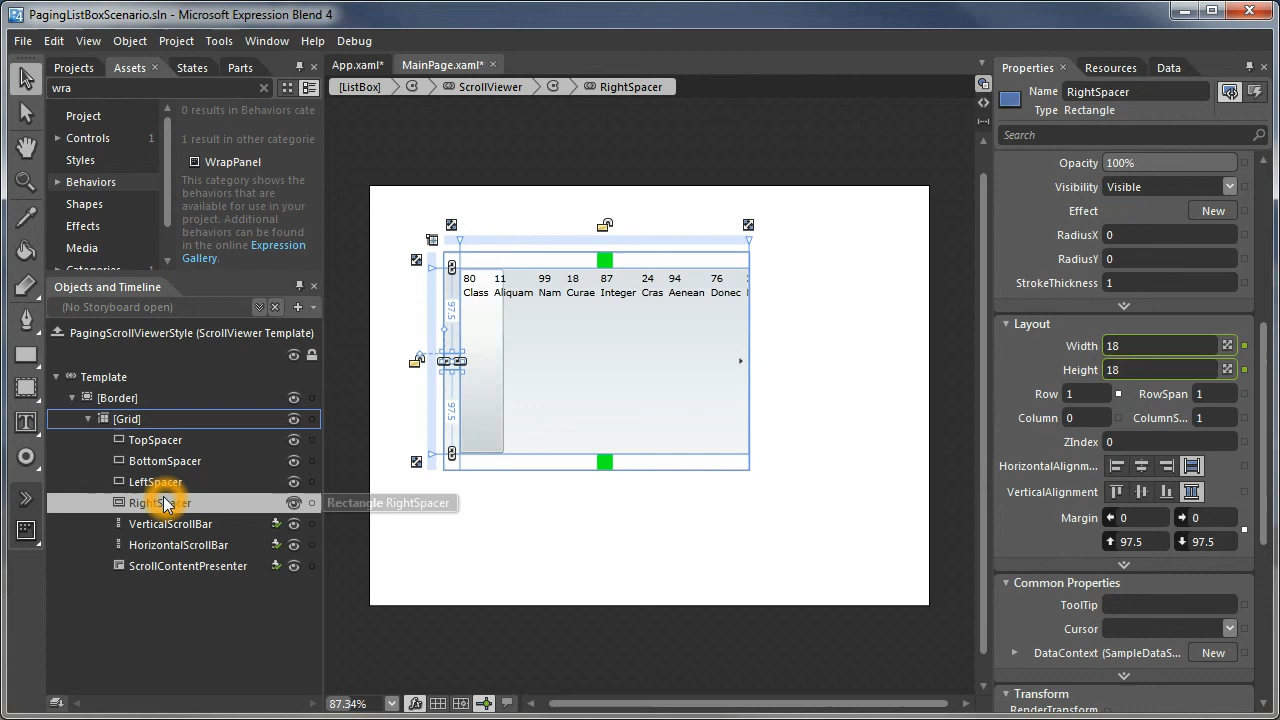 PagingListBoxScenario.sln - Microsoft Expression Blend 4
File Edit View Object Project Tools Window Help Debug
Projects Assets × States Parts
wra
Project
Controls 1
Styles
Behaviors
Shapes
Effects
Media
Categories
0 results in Behaviors cate
1 result in other categorie
WrapPanel
This category shows the
behaviors that are
available for use in your
project. Additional
behaviors can be found
in the online Expression
Gallery.
Objects and Timeline
(No Storyboard open)
PagingScrollViewerStyle (ScrollViewer Template)
Template
[Border]
[Grid]
TopSpacer
BottomSpacer
LeftSpacer
RightSpacer
VerticalScrollBar
HorizontalScrollBar
ScrollContentPresenter
Rectangle RightSpacer
App.xaml* MainPage.xaml* ×
[ListBox] ScrollViewer RightSpacer
80 11 99 18 87 24 94 76
Class Aliquam Nam Curae Integer Cras Aenean Donec
97.5
97.5
87.34%
Properties × Resources Data
Name RightSpacer
Type Rectangle
Search
Opacity 100%
Visibility Visible
Effect New
RadiusX 0
RadiusY 0
StrokeThickness 1
Layout
Width 18
Height 18
Row 1 RowSpan 1
Column 0 ColumnS... 1
ZIndex 0
HorizontalAlignm...
VerticalAlignment
Margin 0 0
97.5 97.5
Common Properties
ToolTip
Cursor
DataContext (SampleDataS... New
Transform
RenderTransform